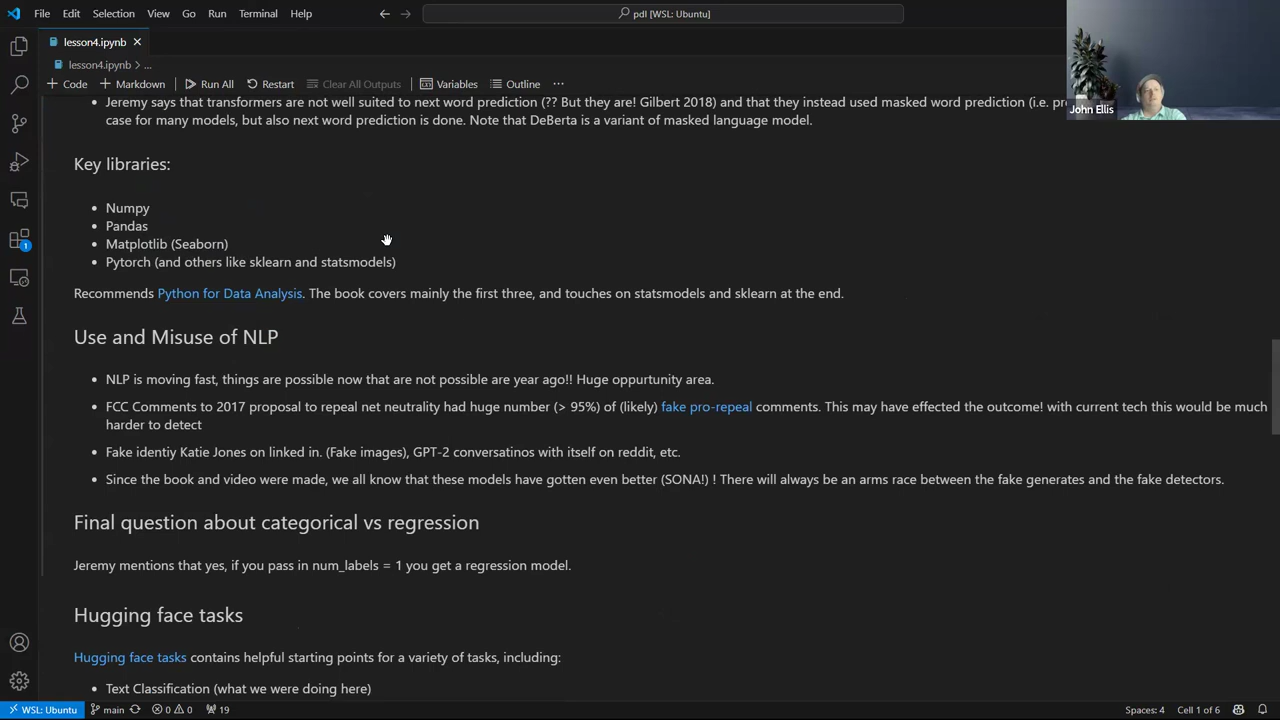 File Edit Selection View Go Run Terminal Help
pdl [WSL: Ubuntu]
lesson4.ipynb
lesson4.ipynb > ...
Code Markdown Run All Restart Clear All Outputs Variables Outline ...
John Ellis
• Jeremy says that transformers are not well suited to next word prediction (?? But they are! Gilbert 2018) and that they instead used masked word prediction (i.e.
case for many models, but also next word prediction is done. Note that DeBerta is a variant of masked language model.
Key libraries:
• Numpy
• Pandas
• Matplotlib (Seaborn)
• Pytorch (and others like sklearn and statsmodels)
Recommends Python for Data Analysis. The book covers mainly the first three, and touches on statsmodels and sklearn at the end.
Use and Misuse of NLP
• NLP is moving fast, things are possible now that are not possible are year ago!! Huge oppurtunity area.
• FCC Comments to 2017 proposal to repeal net neutrality had huge number (> 95%) of (likely) fake pro-repeal comments. This may have effected the outcome! with current tech this would be much
harder to detect
• Fake identiy Katie Jones on linked in. (Fake images), GPT-2 conversatinos with itself on reddit, etc.
• Since the book and video were made, we all know that these models have gotten even better (SONA!) ! There will always be an arms race between the fake generates and the fake detectors.
Final question about categorical vs regression
Jeremy mentions that yes, if you pass in num_labels = 1 you get a regression model.
Hugging face tasks
Hugging face tasks contains helpful starting points for a variety of tasks, including:
• Text Classification (what we were doing here)
1
WSL: Ubuntu main 0 0 19 Spaces: 4 Cell 1 of 6